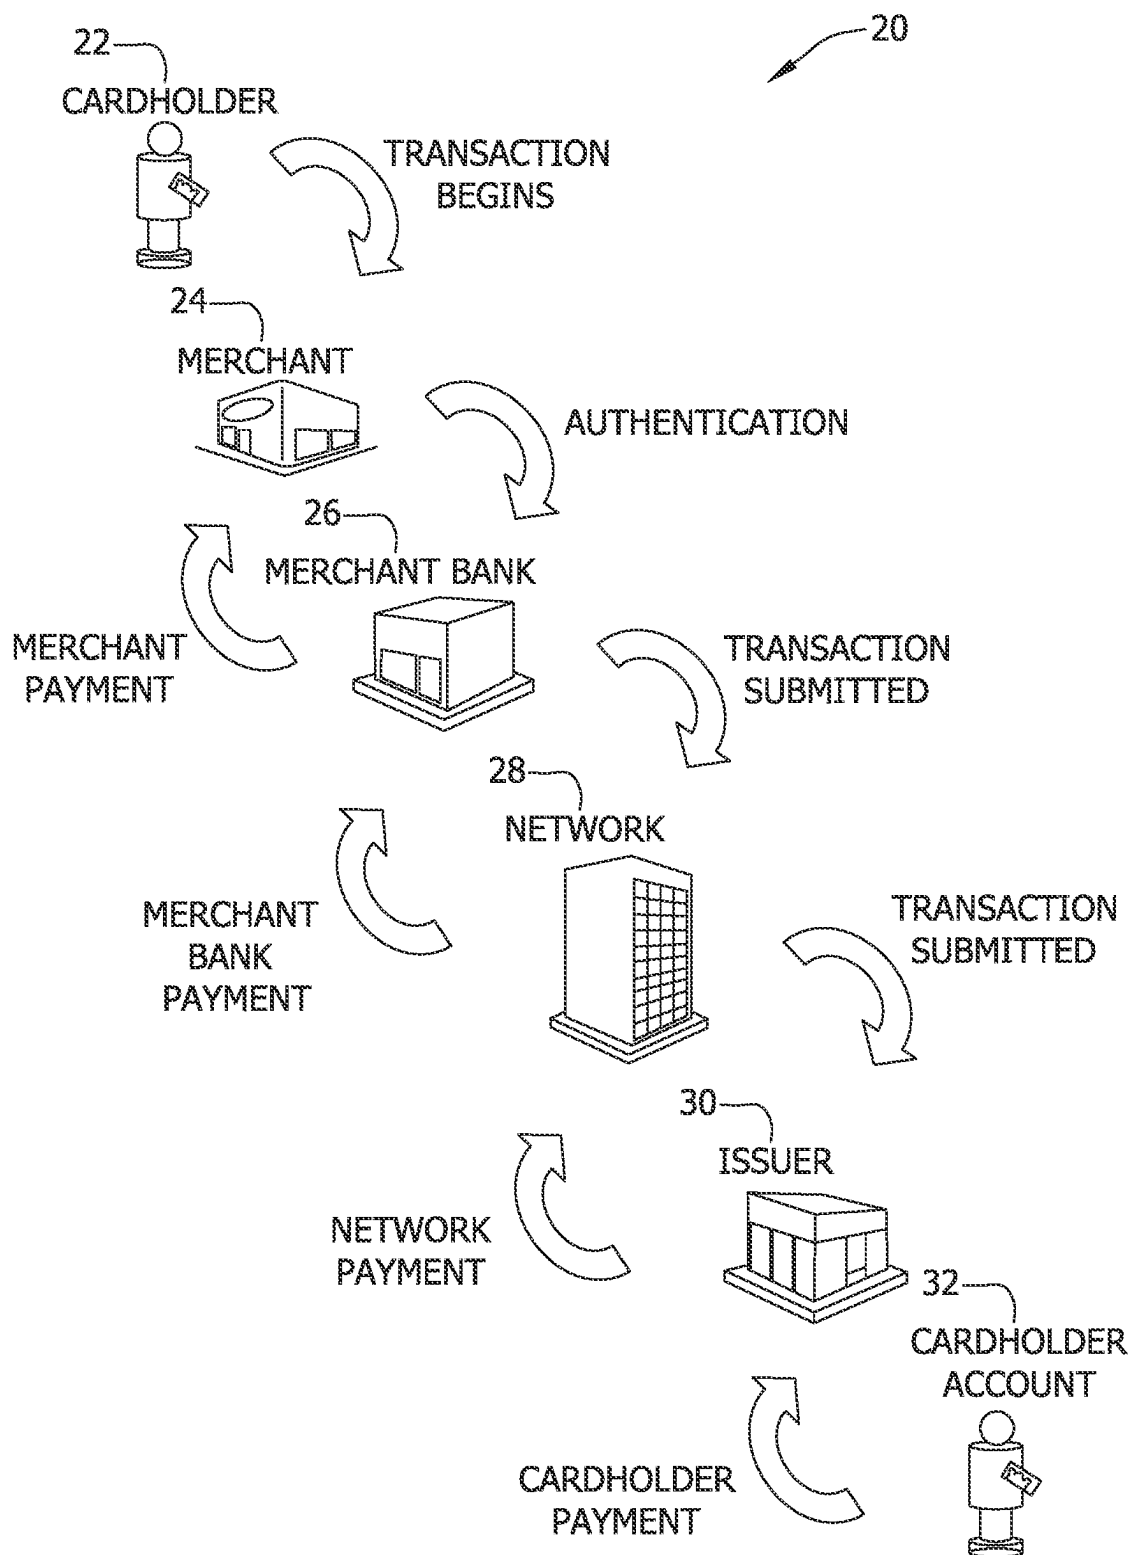 20
22
CARDHOLDER
TRANSACTION
BEGINS
24
MERCHANT
AUTHENTICATION
26
MERCHANT BANK
MERCHANT
PAYMENT
TRANSACTION
SUBMITTED
28
NETWORK
MERCHANT
BANK
PAYMENT
TRANSACTION
SUBMITTED
30
ISSUER
NETWORK
PAYMENT
32
CARDHOLDER
ACCOUNT
CARDHOLDER
PAYMENT